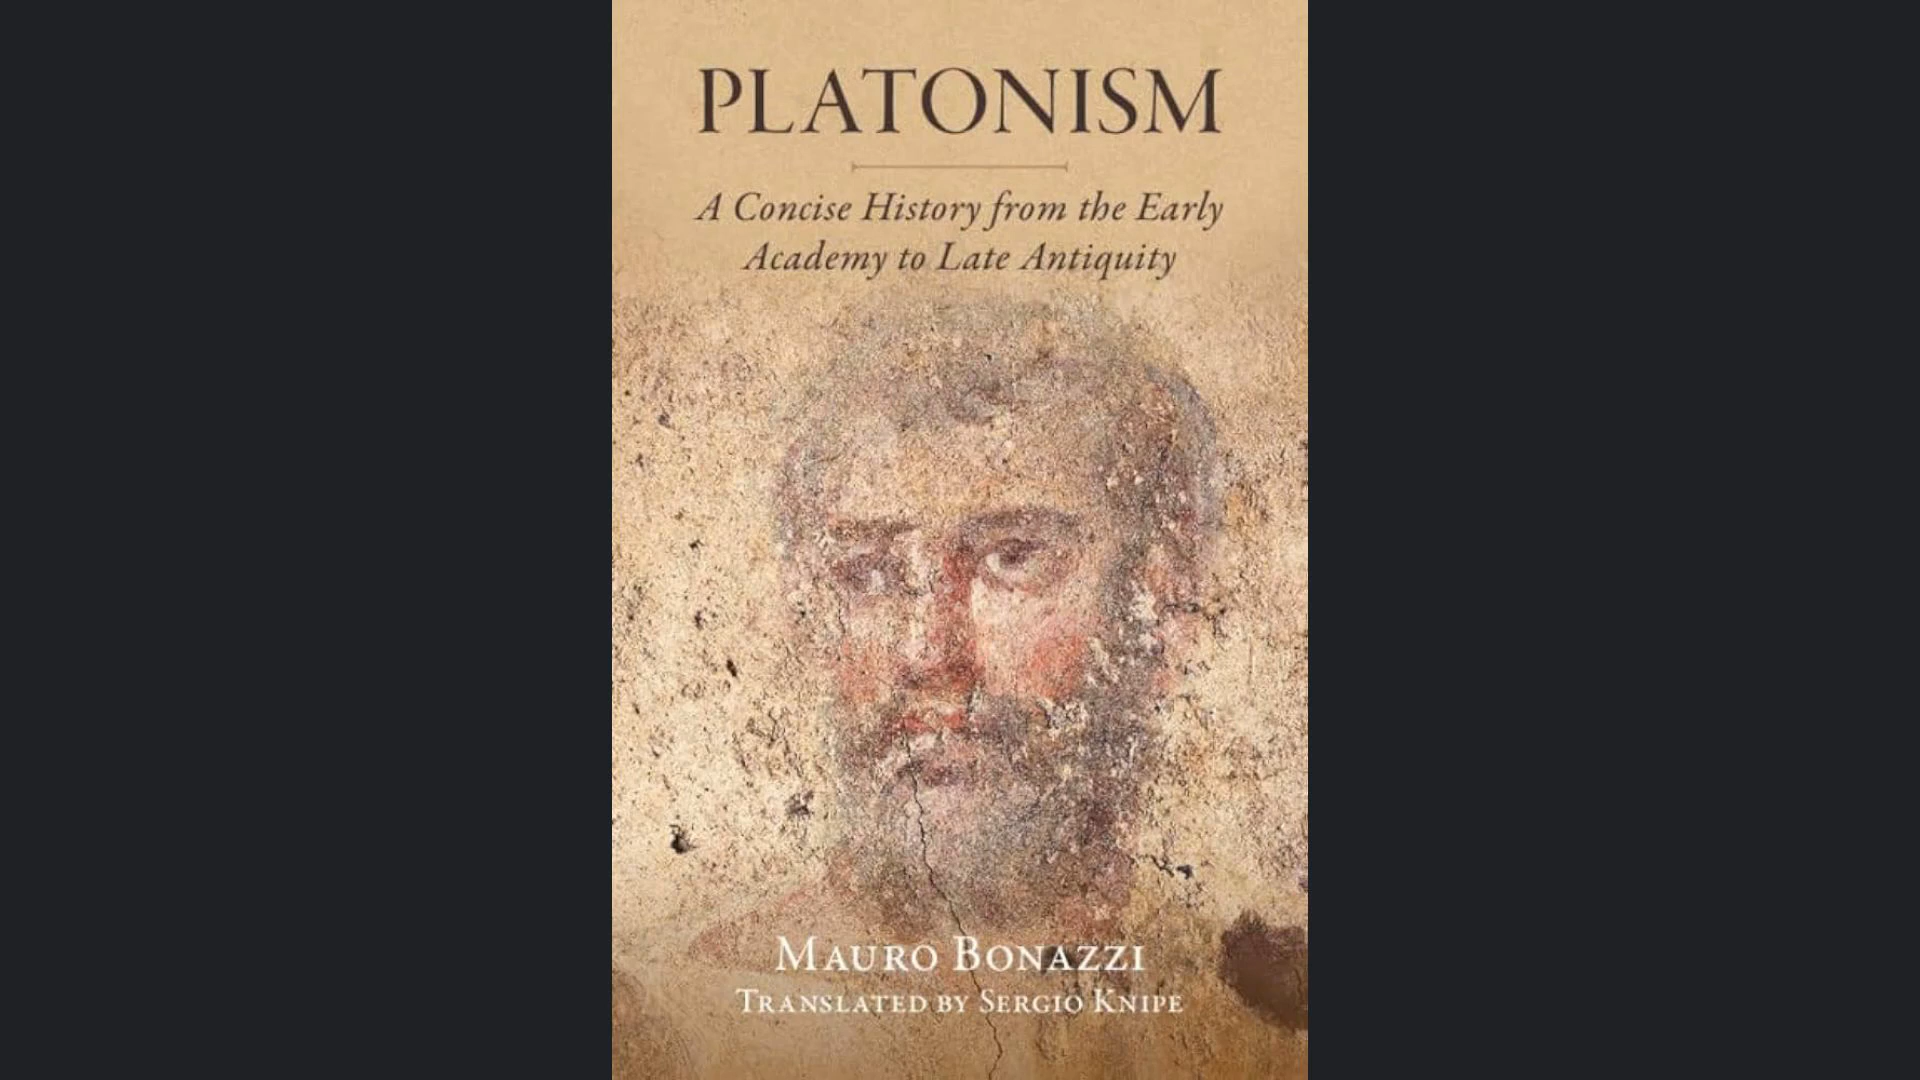 PLATONISM
A Concise History from the Early
Academy to Late Antiquity
MAURO BONAZZI
TRANSLATED BY SERGIO KNIPE